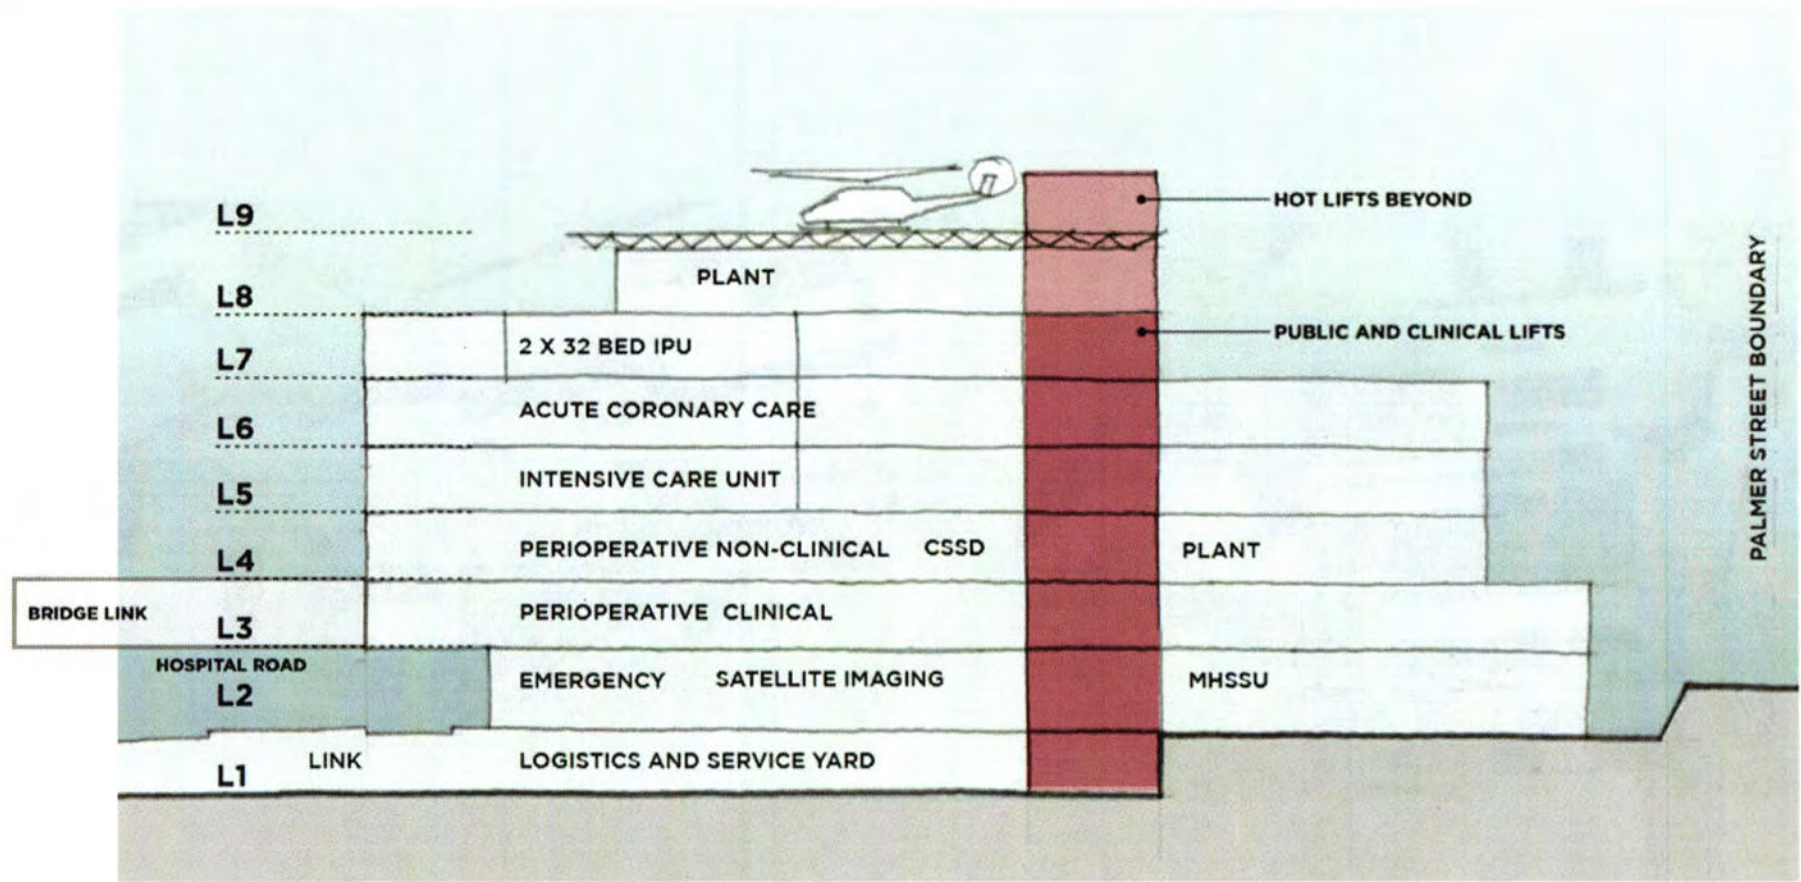 L9
HOT LIFTS BEYOND
PLANT
L8
PUBLIC AND CLINICAL LIFTS
2 X 32 BED IPU
L7
ACUTE CORONARY CARE
L6
INTENSIVE CARE UNIT
L5
PERIOPERATIVE NON-CLINICAL CSSD PLANT
L4
BRIDGE LINK
PERIOPERATIVE CLINICAL
L3
HOSPITAL ROAD
EMERGENCY SATELLITE IMAGING MHSSU
L2
LINK LOGISTICS AND SERVICE YARD
L1
PALMER STREET BOUNDARY